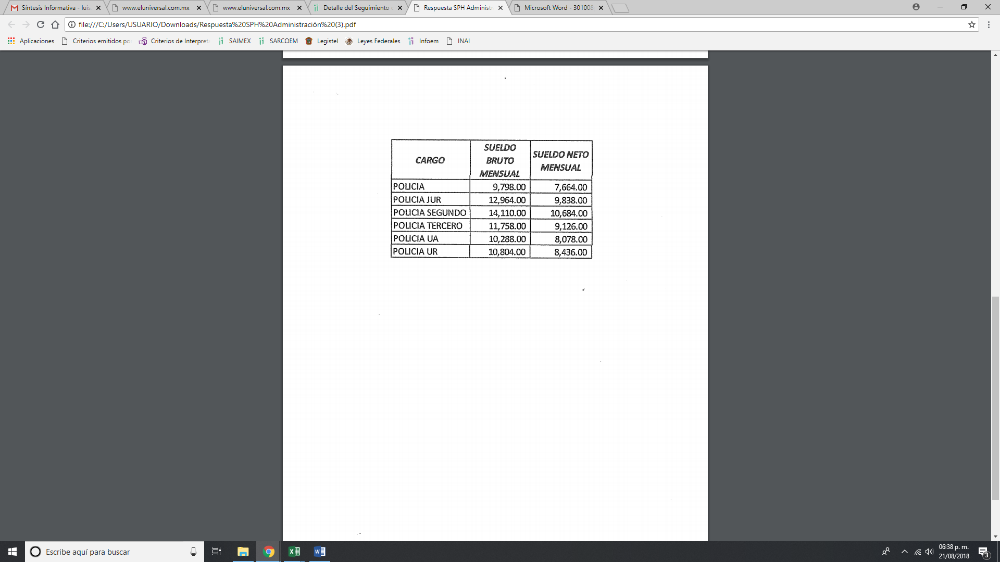 Síntesis Informativa - luis
www.eluniversal.com.mx
www.eluniversal.com.mx
Detalle del Seguimiento
Respuesta SPH Administr
Microsoft Word - 301008
file:///C:/Users/USUARIO/Downloads/Respuesta%20SPH%20Administración%20(3).pdf
Aplicaciones
Criterios emitidos po
Criterios de Interpret
SAIMEX
SARCOEM
Legistel
Leyes Federales
Infoem
INAI
CARGO SUELDO BRUTO MENSUAL SUELDO NETO MENSUAL
POLICIA 9,798.00 7,664.00
POLICIA JUR 12,964.00 9,838.00
POLICIA SEGUNDO 14,110.00 10,684.00
POLICIA TERCERO 11,758.00 9,126.00
POLICIA UA 10,288.00 8,078.00
POLICIA UR 10,804.00 8,436.00
Escribe aquí para buscar
06:38 p. m.
21/08/2018
3